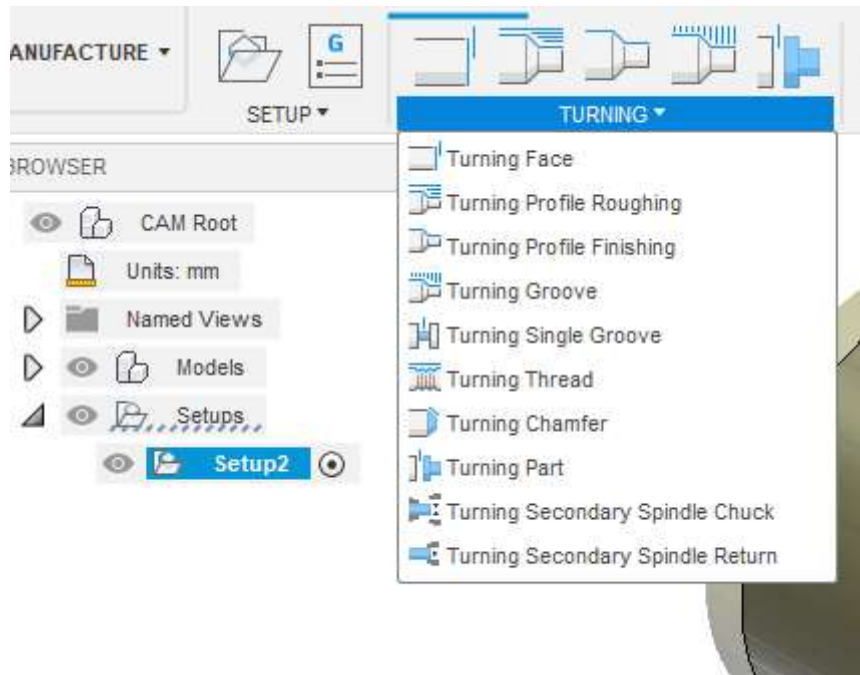 ANUFACTURE
G
SETUP
TURNING
BROWSER
CAM Root
Units: mm
Named Views
Models
Setups
Setup2
Turning Face
Turning Profile Roughing
Turning Profile Finishing
Turning Groove
Turning Single Groove
Turning Thread
Turning Chamfer
Turning Part
Turning Secondary Spindle Chuck
Turning Secondary Spindle Return